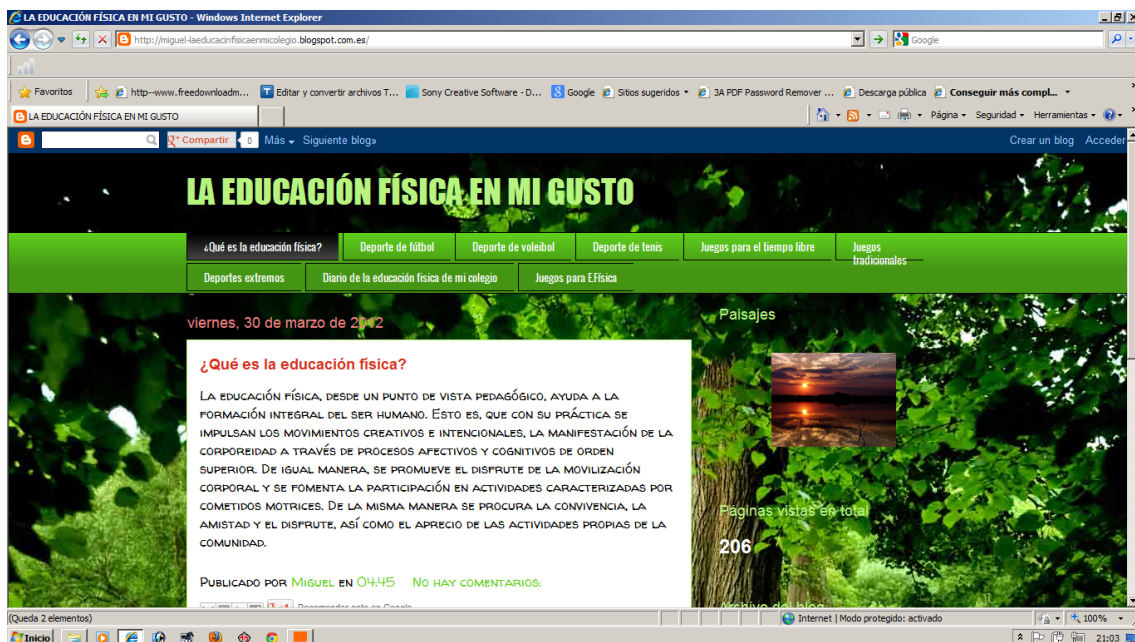 LA EDUCACIÓN FÍSICA EN MI GUSTO - Windows Internet Explorer
http://miguel-laeducacinfisicaenmicolegio.blogspot.com.es/
Google
Favoritos http--www.freedownloadm... Editar y convertir archivos T... Sony Creative Software - D... Google Sitios sugeridos 3A PDF Password Remover ... Descarga pública Conseguir más compl...
LA EDUCACIÓN FÍSICA EN MI GUSTO Página Seguridad Herramientas
Compartir 0 Más Siguiente blog» Crear un blog Acceder
LA EDUCACIÓN FÍSICA EN MI GUSTO
¿Qué es la educación física? Deporte de fútbol Deporte de voleibol Deporte de tenis Juegos para el tiempo libre Juegos tradicionales
Deportes extremos Diario de la educación fisica de mi colegio Juegos para EFísica
viernes, 30 de marzo de 2012
¿Qué es la educación física?
La educación física, desde un punto de vista pedagógico, ayuda a la
formación integral del ser humano. Esto es, que con su práctica se
impulsan los movimientos creativos e intencionales, la manifestación de la
corporeidad a través de procesos afectivos y cognitivos de orden
superior. De igual manera, se promueve el disfrute de la movilización
corporal y se fomenta la participación en actividades caracterizadas por
cometidos motrices. De la misma manera se procura la convivencia, la
amistad y el disfrute, así como el aprecio de las actividades propias de la
comunidad.
Publicado por Miguel en 04:45 No hay comentarios:
Recomendar esto en Google
Paisajes
Páginas vistas en total
206
Archivo del blog
(Queda 2 elementos) Internet | Modo protegido: activado 100%
Inicio 21:03